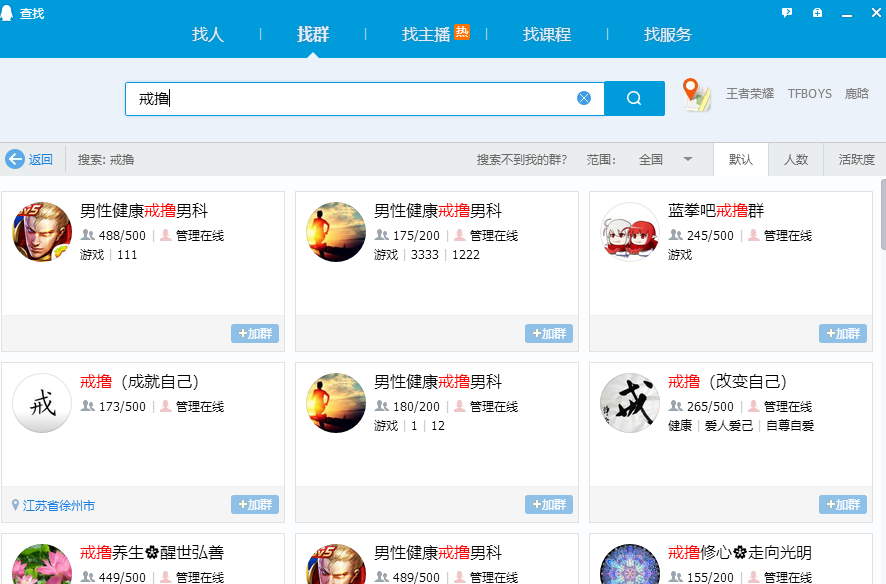 查找
找人 | 找群 | 找主播 热 | 找课程 | 找服务
戒撸
王者荣耀 TFBOYS 鹿晗
返回 搜索: 戒撸 搜索不到我的群? 范围: 全国 默认 人数 活跃度
男性健康戒撸男科
488/500 | 管理在线
游戏 | 111
+加群
男性健康戒撸男科
175/200 | 管理在线
游戏 | 3333 | 1222
+加群
蓝拳吧戒撸群
245/500 | 管理在线
游戏
+加群
戒
戒撸（成就自己）
173/500 | 管理在线
江苏省徐州市
+加群
男性健康戒撸男科
180/200 | 管理在线
游戏 | 1 | 12
+加群
戒
戒撸（改变自己）
265/500 | 管理在线
健康 | 爱人爱己 | 自尊自爱
+加群
戒撸养生✿醒世弘善
449/500 | 管理在线
男性健康戒撸男科
489/500 | 管理在线
戒撸修心✿走向光明
155/200 | 管理在线